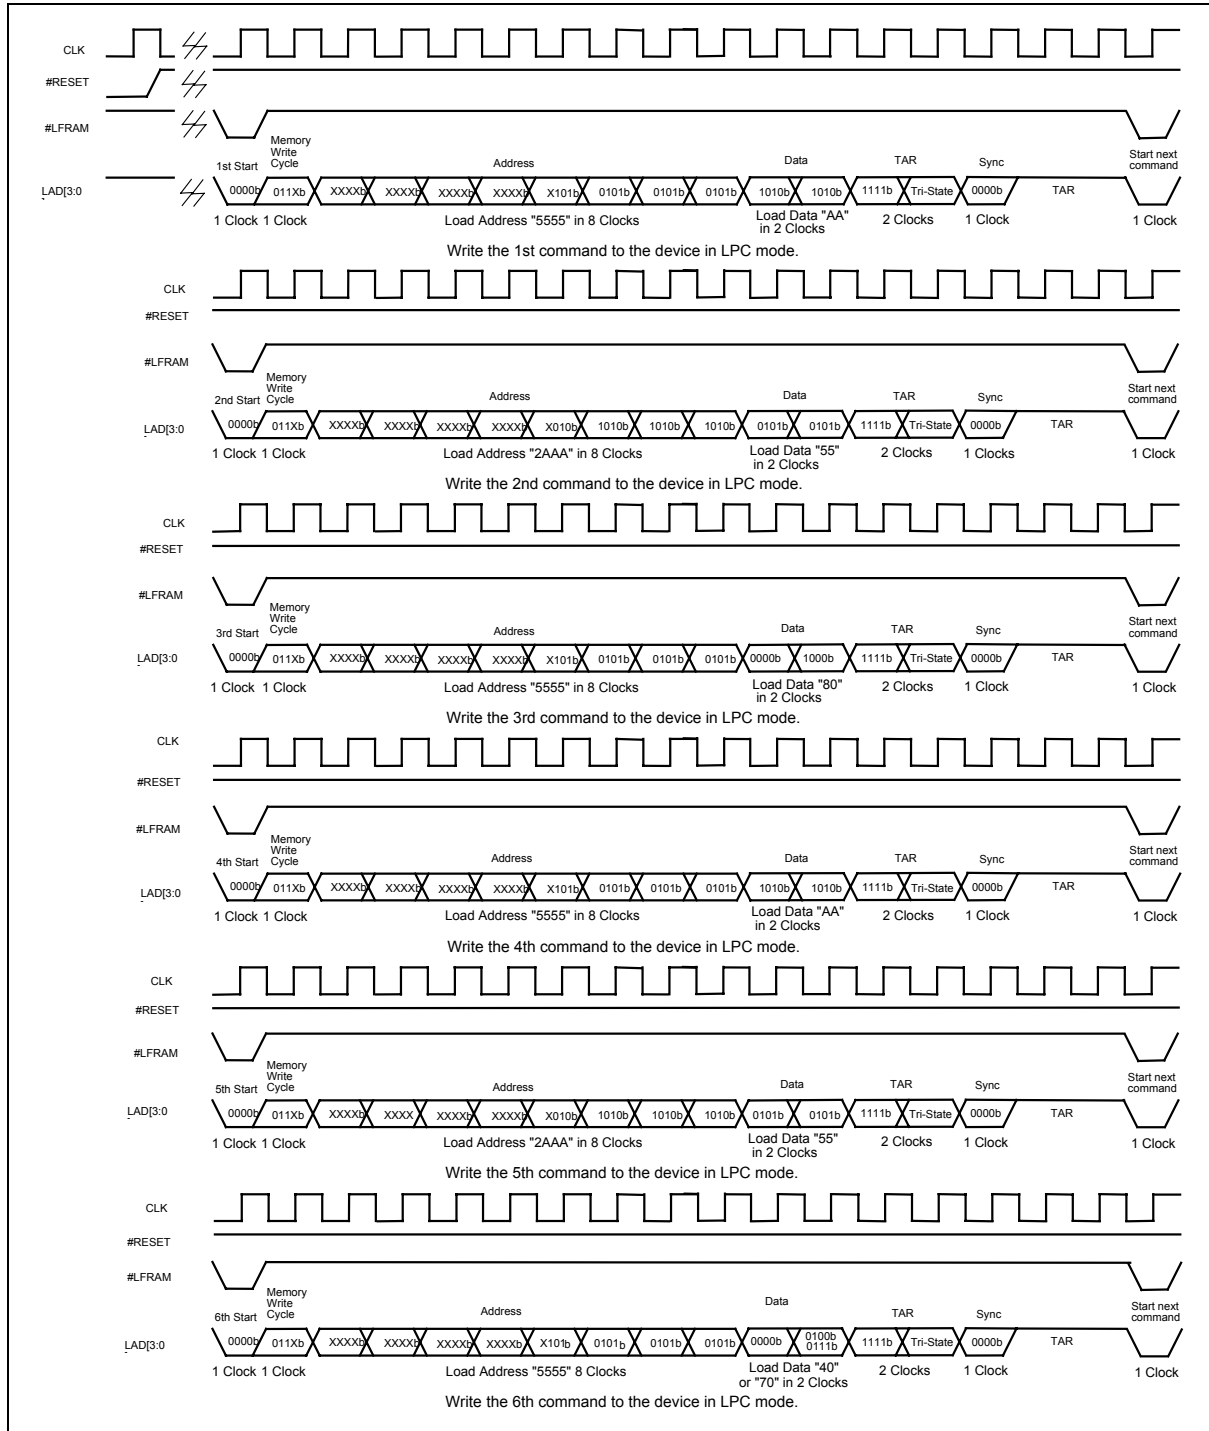 CLK
#RESET
#LFRAM
Memory
Write
Cycle
1st Start
Address
Data
TAR
Sync
Start next
command
LAD[3:0
0000b 011Xb XXXXb XXXXb XXXXb XXXXb X101b 0101b 0101b 0101b 1010b 1010b 1111b Tri-State 0000b TAR
1 Clock 1 Clock Load Address "5555" in 8 Clocks Load Data "AA"
in 2 Clocks
2 Clocks 1 Clock 1 Clock
Write the 1st command to the device in LPC mode.
CLK
#RESET
#LFRAM
Memory
Write
Cycle
2nd Start
Address
Data
TAR
Sync
Start next
command
LAD[3:0
0000b 011Xb XXXXb XXXXb XXXXb XXXXb X010b 1010b 1010b 1010b 0101b 0101b 1111b Tri-State 0000b TAR
1 Clock 1 Clock Load Address "2AAA" in 8 Clocks Load Data "55"
in 2 Clocks
2 Clocks 1 Clocks 1 Clock
Write the 2nd command to the device in LPC mode.
CLK
#RESET
#LFRAM
Memory
Write
Cycle
3rd Start
Address
Data
TAR
Sync
Start next
command
LAD[3:0
0000b 011Xb XXXXb XXXXb XXXXb XXXXb X101b 0101b 0101b 0101b 0000b 1000b 1111b Tri-State 0000b TAR
1 Clock 1 Clock Load Address "5555" in 8 Clocks Load Data "80"
in 2 Clocks
2 Clocks 1 Clock 1 Clock
Write the 3rd command to the device in LPC mode.
CLK
#RESET
#LFRAM
Memory
Write
Cycle
4th Start
Address
Data
TAR
Sync
Start next
command
LAD[3:0
0000b 011Xb XXXXb XXXXb XXXXb XXXXb X101b 0101b 0101b 0101b 1010b 1010b 1111b Tri-State 0000b TAR
1 Clock 1 Clock Load Address "5555" in 8 Clocks Load Data "AA"
in 2 Clocks
2 Clocks 1 Clock 1 Clock
Write the 4th command to the device in LPC mode.
CLK
#RESET
#LFRAM
Memory
Write
Cycle
5th Start
Address
Data
TAR
Sync
Start next
command
LAD[3:0
0000b 011Xb XXXXb XXXX XXXXb XXXXb X010b 1010b 1010b 1010b 0101b 0101b 1111b Tri-State 0000b TAR
1 Clock 1 Clock Load Address "2AAA" in 8 Clocks Load Data "55"
in 2 Clocks
2 Clocks 1 Clock 1 Clock
Write the 5th command to the device in LPC mode.
CLK
#RESET
#LFRAM
Memory
Write
Cycle
6th Start
Address
Data
TAR
Sync
Start next
command
LAD[3:0
0000b 011Xb XXXXb XXXXb XXXXb XXXXb X101b 0101b 0101b 0101b 0000b 0100b
0111b
1111b Tri-State 0000b TAR
1 Clock 1 Clock Load Address "5555" 8 Clocks Load Data "40"
or "70" in 2 Clocks
2 Clocks 1 Clock 1 Clock
Write the 6th command to the device in LPC mode.